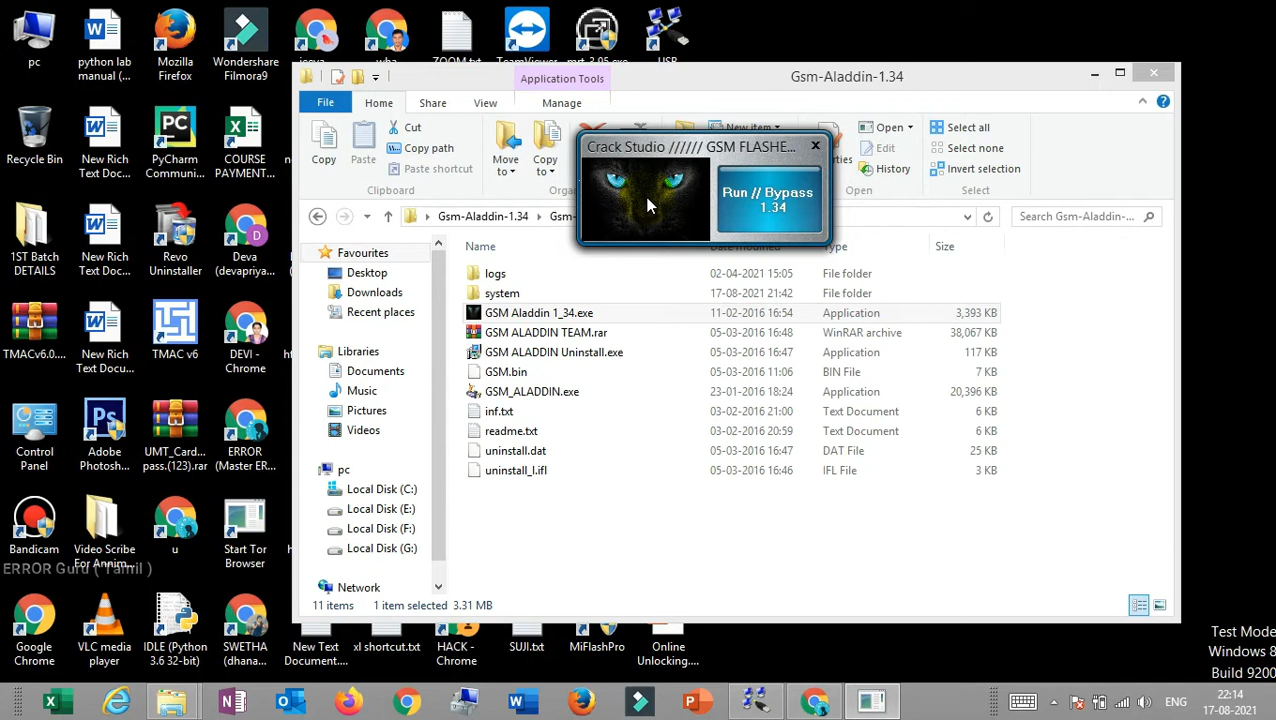 pc
python lab
manual (...
Mozilla
Firefox
Wondershare
Filmora9
wha
ZOOM.txt
TeamViewer
USB
Recycle Bin
New Rich
Text Doc...
PyCharm
Communi...
COURSE
PAYMENT...
1ST Batch
DETAILS
New Rich
Text Docu...
Revo
Uninstaller
Deva
(devapriya...
TMACv6.0....
New Rich
Text Docu...
TMAC v6
DEVI -
Chrome
Control
Panel
Adobe
Photosh...
UMT_Card...
pass.(123).rar
ERROR
(Master ER...
Bandicam
Video Scribe
For Annim...
u
Start Tor
Browser
ERROR Guru ( Tamil )
Google
Chrome
VLC media
player
IDLE (Python
3.6 32-bit)
SWETHA
(dhana...
New Text
Document....
xl shortcut.txt
HACK -
Chrome
SUJI.txt
MiFlashPro
Online
Unlocking....
Application Tools
Gsm-Aladdin-1.34
File
Home
Share
View
Manage
Copy
Paste
Cut
Copy path
Paste shortcut
Clipboard
Move
to
Copy
to
New item
Open
Edit
History
Open
Select all
Select none
Invert selection
Select
Crack Studio ////// GSM FLASHE...
Run // Bypass
1.34
Gsm-Aladdin-1.34
Search Gsm-Aladdin-...
Favourites
Desktop
Downloads
Recent places
Libraries
Documents
Music
Pictures
Videos
pc
Local Disk (C:)
Local Disk (E:)
Local Disk (F:)
Local Disk (G:)
Network
Name
Date modified
Type
Size
logs 02-04-2021 15:05 File folder
system 17-08-2021 21:42 File folder
GSM Aladdin 1_34.exe 11-02-2016 16:54 Application 3,393 KB
GSM ALADDIN TEAM.rar 05-03-2016 16:48 WinRAR archive 38,067 KB
GSM ALADDIN Uninstall.exe 05-03-2016 16:47 Application 117 KB
GSM.bin 05-03-2016 11:06 BIN File 7 KB
GSM_ALADDIN.exe 23-01-2016 18:24 Application 20,396 KB
inf.txt 03-02-2016 21:00 Text Document 6 KB
readme.txt 03-02-2016 20:59 Text Document 6 KB
uninstall.dat 05-03-2016 16:47 DAT File 25 KB
uninstall_l.ifl 05-03-2016 16:46 IFL File 3 KB
11 items 1 item selected 3.31 MB
Test Mode
Windows 8
Build 9200
ENG
22:14
17-08-2021